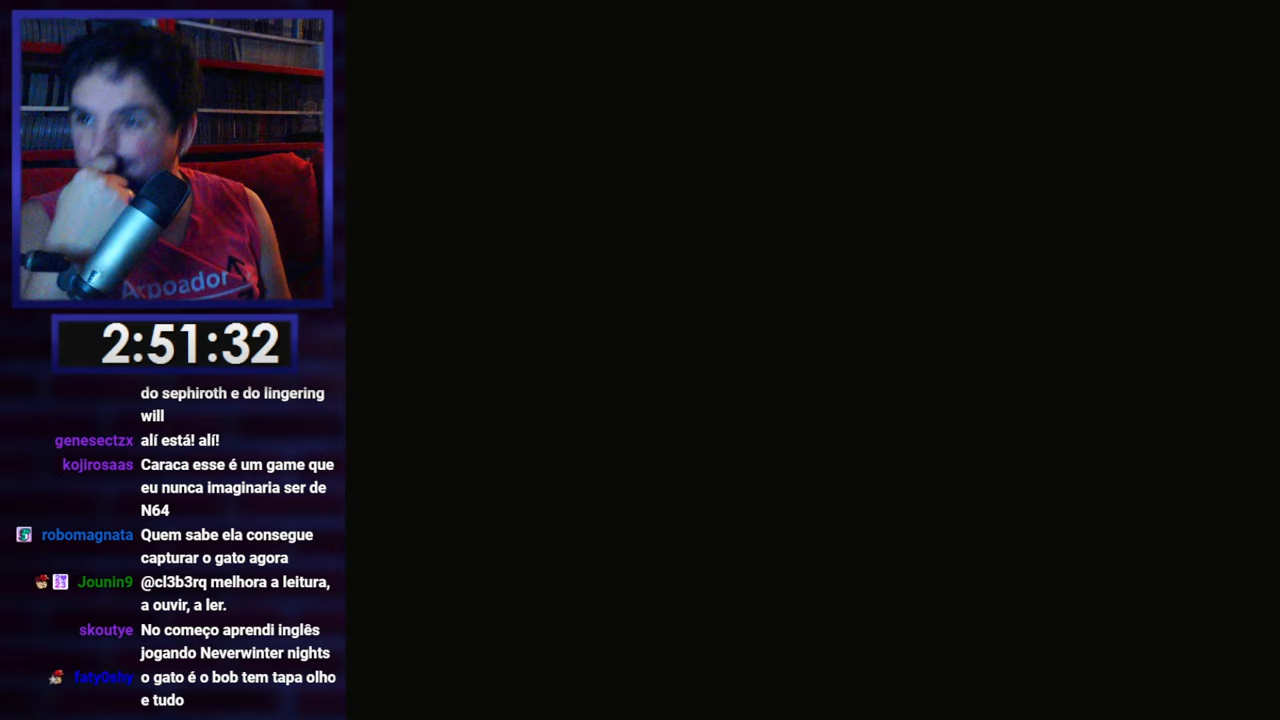 Arpoador
2:51:32
do sephiroth e do lingering
will
genesectzx alí está! alí!
kojirosaas Caraca esse é um game que
eu nunca imaginaria ser de
N64
robomagnata Quem sabe ela consegue
capturar o gato agora
Jounin9 @cl3b3rq melhora a leitura,
a ouvir, a ler.
skoutye No começo aprendi inglês
jogando Neverwinter nights
faty0shy o gato é o bob tem tapa olho
e tudo